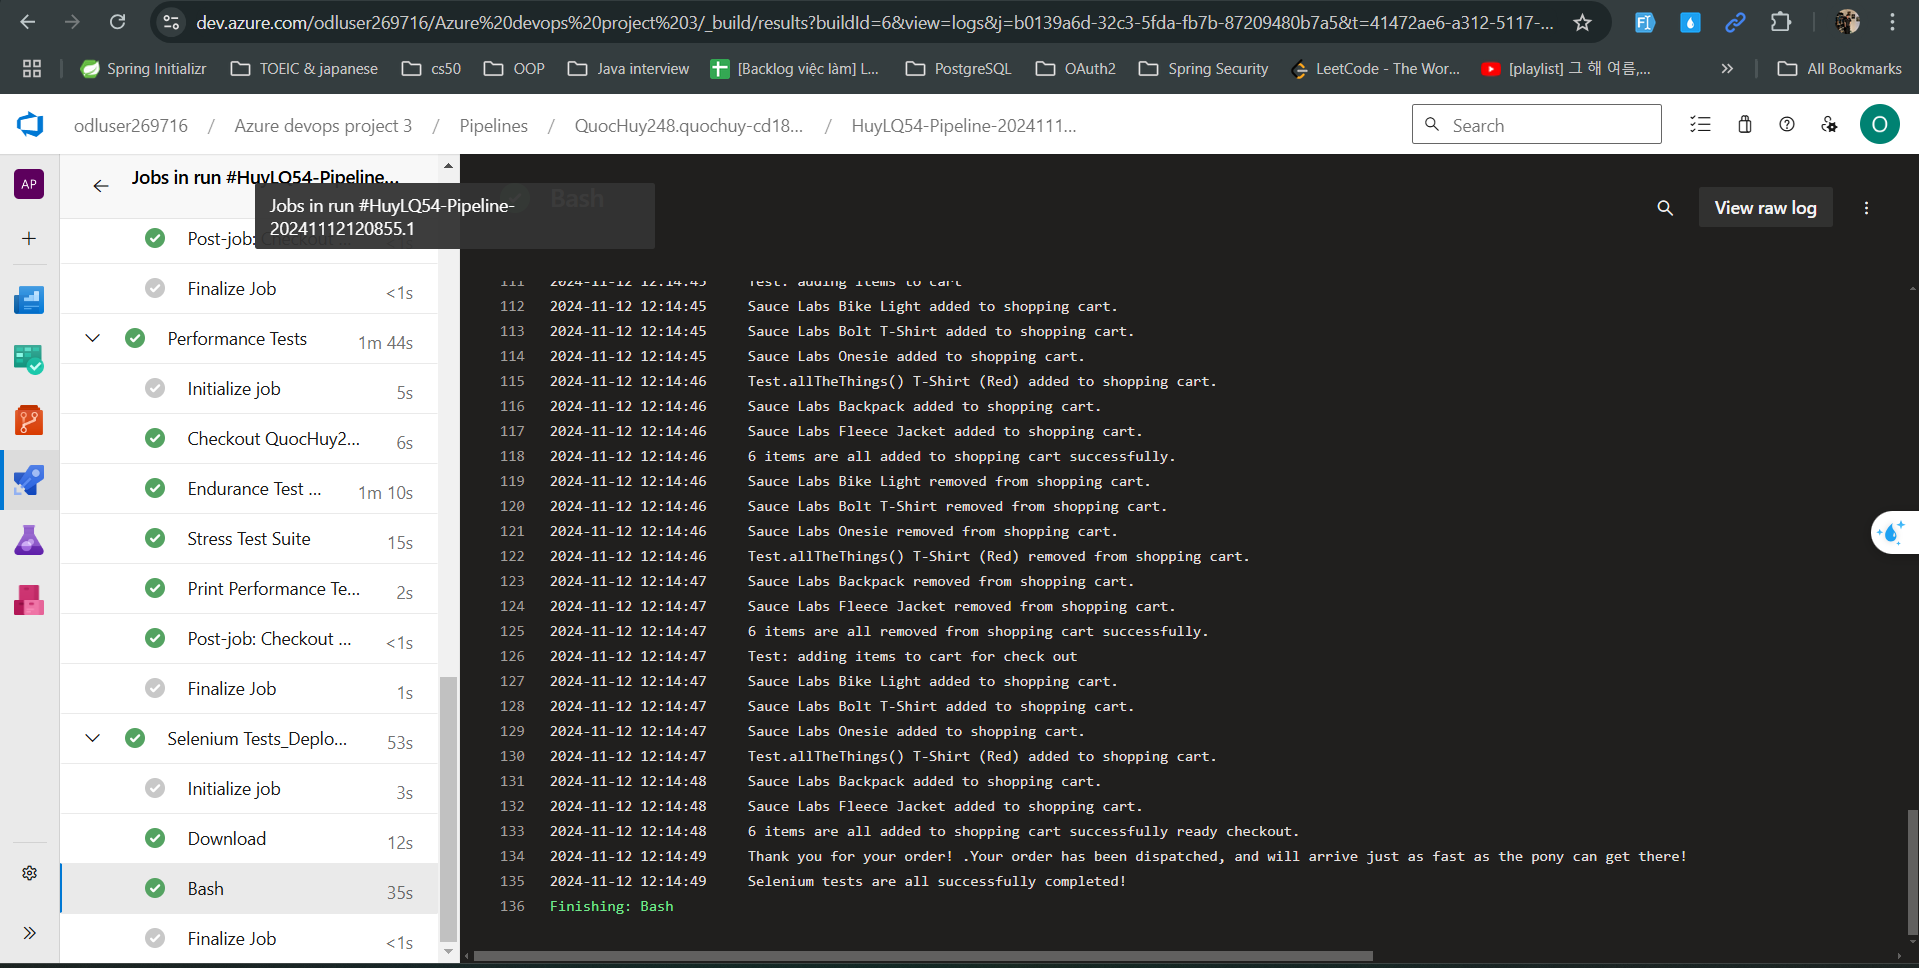 dev.azure.com/odluser269716/Azure%20devops%20project%203/_build/results?buildId=6&view=logs&j=b0139a6d-32c3-5fda-fb7b-87209480b7a5&t=41472ae6-a312-5117-...
Spring Initializr
TOEIC & japanese
cs50
OOP
Java interview
[Backlog việc làm] L...
PostgreSQL
OAuth2
Spring Security
LeetCode - The Wor...
[playlist] 그 해 여름,...
All Bookmarks
odluser269716 / Azure devops project 3 / Pipelines / QuocHuy248.quochuy-cd18... / HuyLQ54-Pipeline-2024111...
Search
O
AP
Jobs in run #HuyLQ54-Pipeline...
Jobs in run #HuyLQ54-Pipeline-
20241112120855.1
Post-job: Checkout
Finalize Job <1s
Performance Tests 1m 44s
Initialize job 5s
Checkout QuocHuy2... 6s
Endurance Test ... 1m 10s
Stress Test Suite 15s
Print Performance Te... 2s
Post-job: Checkout ... <1s
Finalize Job 1s
Selenium Tests_Deplo... 53s
Initialize job 3s
Download 12s
Bash 35s
Finalize Job <1s
Bash
View raw log
111 2024-11-12 12:14:45 Test: adding items to cart
112 2024-11-12 12:14:45 Sauce Labs Bike Light added to shopping cart.
113 2024-11-12 12:14:45 Sauce Labs Bolt T-Shirt added to shopping cart.
114 2024-11-12 12:14:45 Sauce Labs Onesie added to shopping cart.
115 2024-11-12 12:14:46 Test.allTheThings() T-Shirt (Red) added to shopping cart.
116 2024-11-12 12:14:46 Sauce Labs Backpack added to shopping cart.
117 2024-11-12 12:14:46 Sauce Labs Fleece Jacket added to shopping cart.
118 2024-11-12 12:14:46 6 items are all added to shopping cart successfully.
119 2024-11-12 12:14:46 Sauce Labs Bike Light removed from shopping cart.
120 2024-11-12 12:14:46 Sauce Labs Bolt T-Shirt removed from shopping cart.
121 2024-11-12 12:14:46 Sauce Labs Onesie removed from shopping cart.
122 2024-11-12 12:14:46 Test.allTheThings() T-Shirt (Red) removed from shopping cart.
123 2024-11-12 12:14:47 Sauce Labs Backpack removed from shopping cart.
124 2024-11-12 12:14:47 Sauce Labs Fleece Jacket removed from shopping cart.
125 2024-11-12 12:14:47 6 items are all removed from shopping cart successfully.
126 2024-11-12 12:14:47 Test: adding items to cart for check out
127 2024-11-12 12:14:47 Sauce Labs Bike Light added to shopping cart.
128 2024-11-12 12:14:47 Sauce Labs Bolt T-Shirt added to shopping cart.
129 2024-11-12 12:14:47 Sauce Labs Onesie added to shopping cart.
130 2024-11-12 12:14:47 Test.allTheThings() T-Shirt (Red) added to shopping cart.
131 2024-11-12 12:14:48 Sauce Labs Backpack added to shopping cart.
132 2024-11-12 12:14:48 Sauce Labs Fleece Jacket added to shopping cart.
133 2024-11-12 12:14:48 6 items are all added to shopping cart successfully ready checkout.
134 2024-11-12 12:14:49 Thank you for your order! .Your order has been dispatched, and will arrive just as fast as the pony can get there!
135 2024-11-12 12:14:49 Selenium tests are all successfully completed!
136 Finishing: Bash